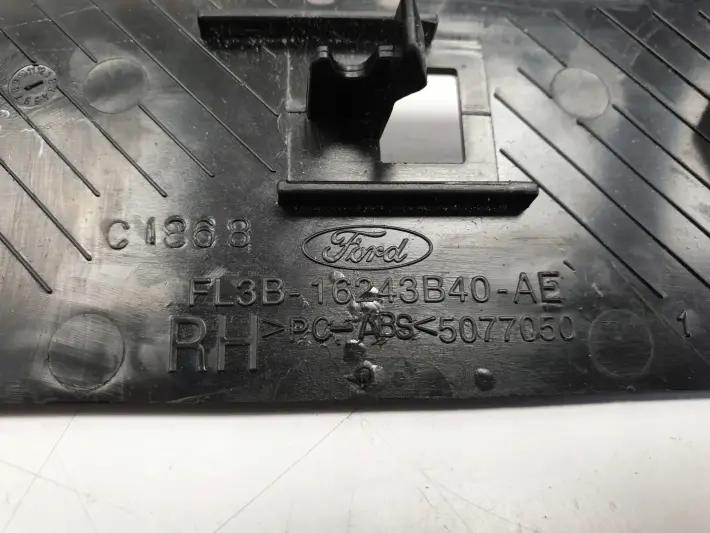 C1868
Ford
FL3B-16243B40-AE
RH >PC-ABS< 5077050
1